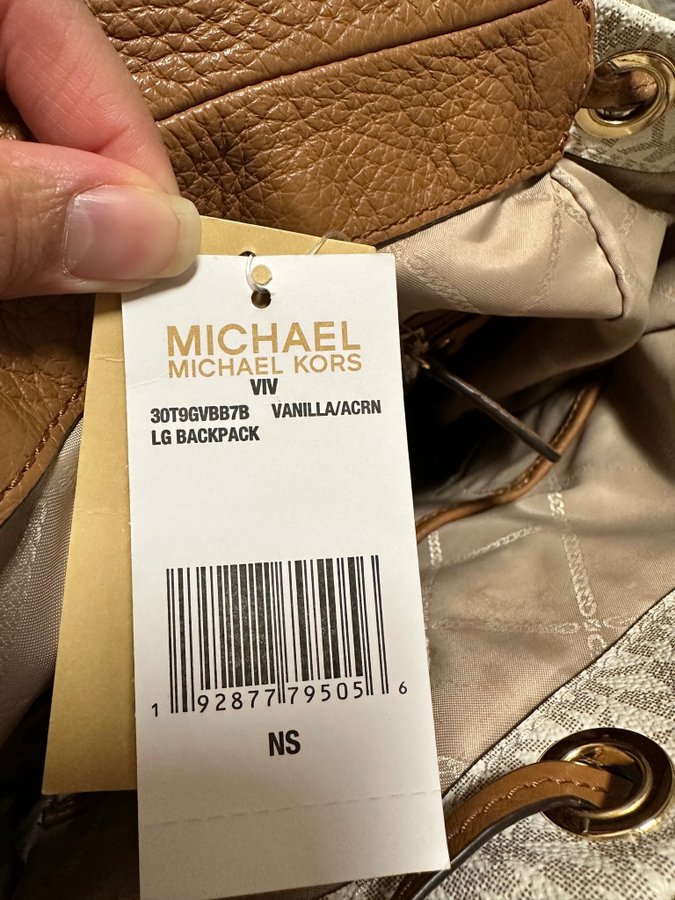 MICHAEL
MICHAEL KORS
VIV
30T9GVBB7B VANILLA/ACRN
LG BACKPACK
1 92877 79505 6
NS